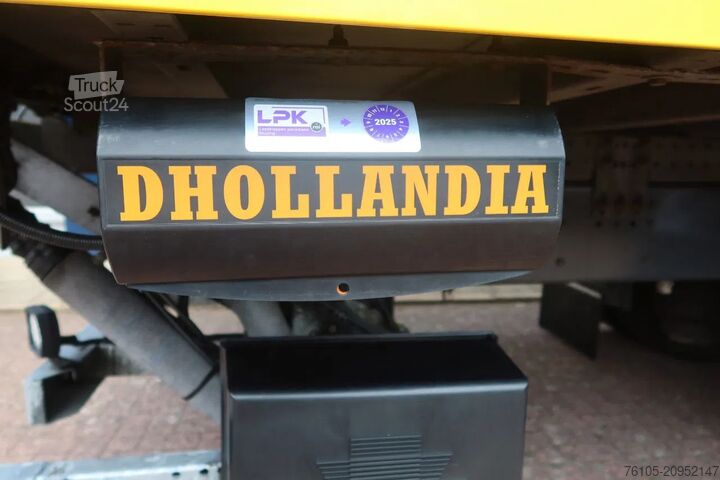 Truck
Scout24
LPK
2025
DHOLLANDIA
76105-20952147